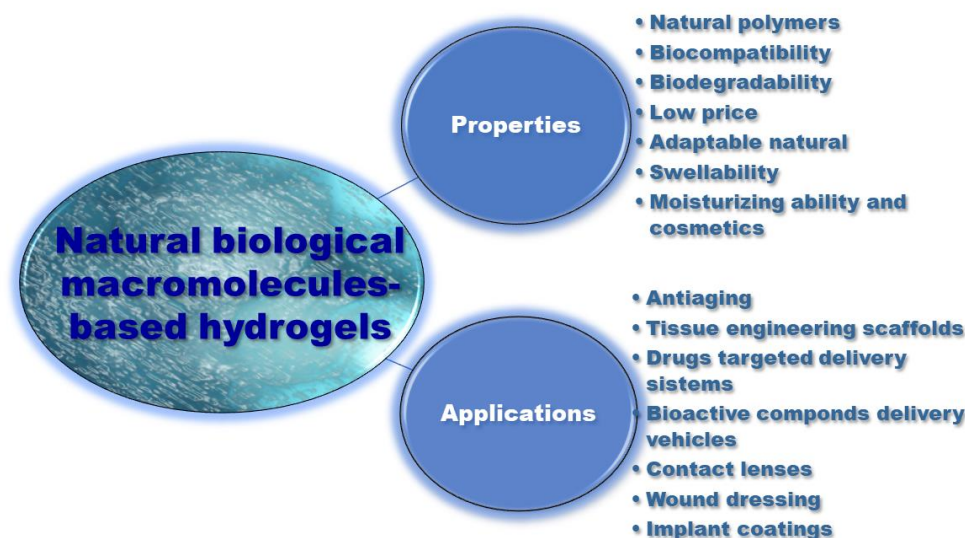 Natural biological
macromolecules-
based hydrogels
Properties
• Natural polymers
• Biocompatibility
• Biodegradability
• Low price
• Adaptable natural
• Swellability
• Moisturizing ability and
cosmetics
Applications
• Antiaging
• Tissue engineering scaffolds
• Drugs targeted delivery
sistems
• Bioactive componds delivery
vehicles
• Contact lenses
• Wound dressing
• Implant coatings